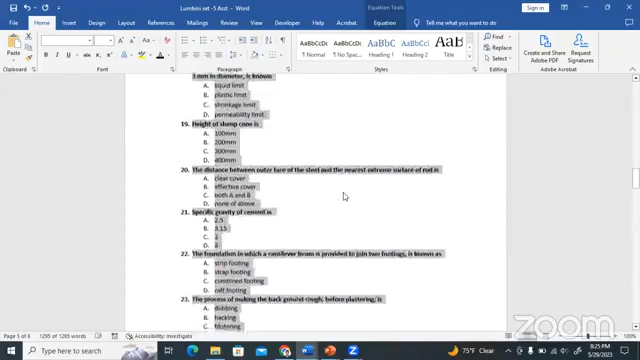 Lumbini set -5 Asst - Word
Equation Tools
Sign in
File Home Insert Draw Design Layout References Mailings Review View Developer Help Acrobat Equation Tell me what you want to do
Paste
Clipboard
Font
Paragraph
AaBbCcDc AaBbCcDc AaBbCc AaBbCcC AaB
¶ Normal ¶ No Spac... Heading 1 Heading 2 Title
Styles
Find
Replace
Select
Editing
Create and Share Adobe PDF
Request Signatures
Adobe Acrobat
3 mm in diameter, is known
A. liquid limit
B. plastic limit
C. shrinkage limit
D. permeability limit.
19. Height of slump cone is
A. 100mm
B. 200mm
C. 300mm
D. 400mm
20. The distance between outer face of the steel and the nearest extreme surface of rod is
A. clear cover
B. effective cover
C. both A and B
D. none of above
21. Specific gravity of cement is
A. 2.5
B. 3.15
C. 2
22. The foundation in which a cantilever beam is provided to join two footings, is known as
A. strip footing
B. strap footing
C. combined footing
D. raft footing
23. The process of making the back ground rough, before plastering, is
A. dubbing
B. hacking
C. blistering
Page 5 of 6 1295 of 1295 words Accessibility: Investigate 100%
zoom
Type here to search
75°F Clear
8:25 PM
5/29/2023